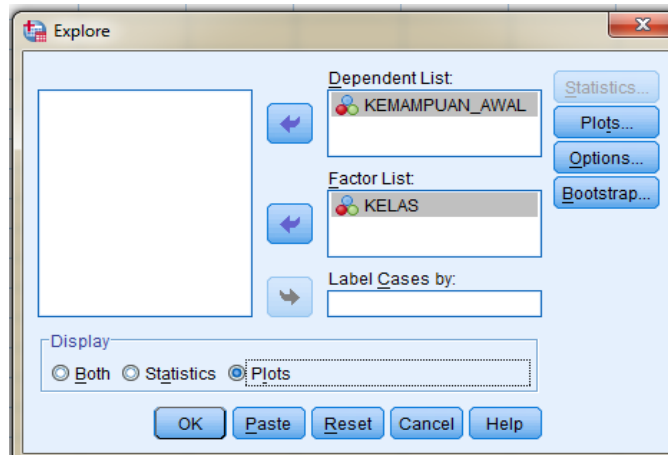 Explore
Dependent List:
KEMAMPUAN_AWAL
Statistics...
Plots...
Options...
Bootstrap...
Factor List:
KELAS
Label Cases by:
Display
Both Statistics Plots
OK Paste Reset Cancel Help